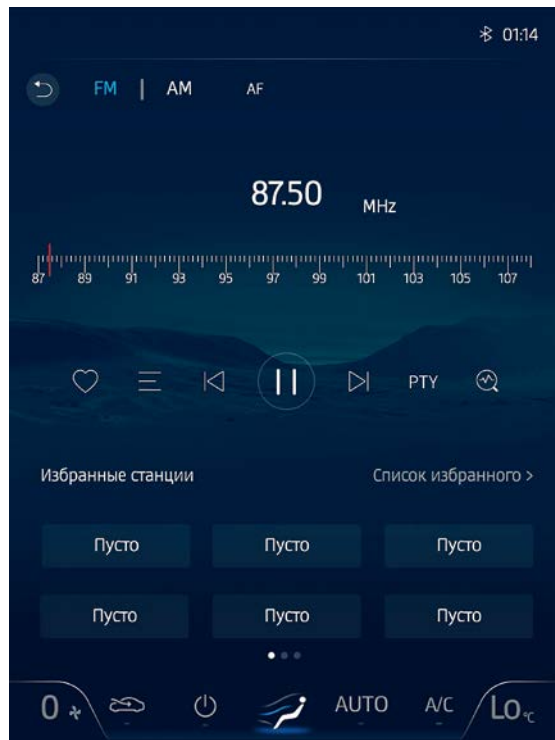 01:14
FM | AM AF
87.50 MHz
87 89 91 93 95 97 99 101 103 105 107
PTY
Избранные станции Список избранного >
Пусто Пусто Пусто
Пусто Пусто Пусто
0 AUTO A/C Lo °C